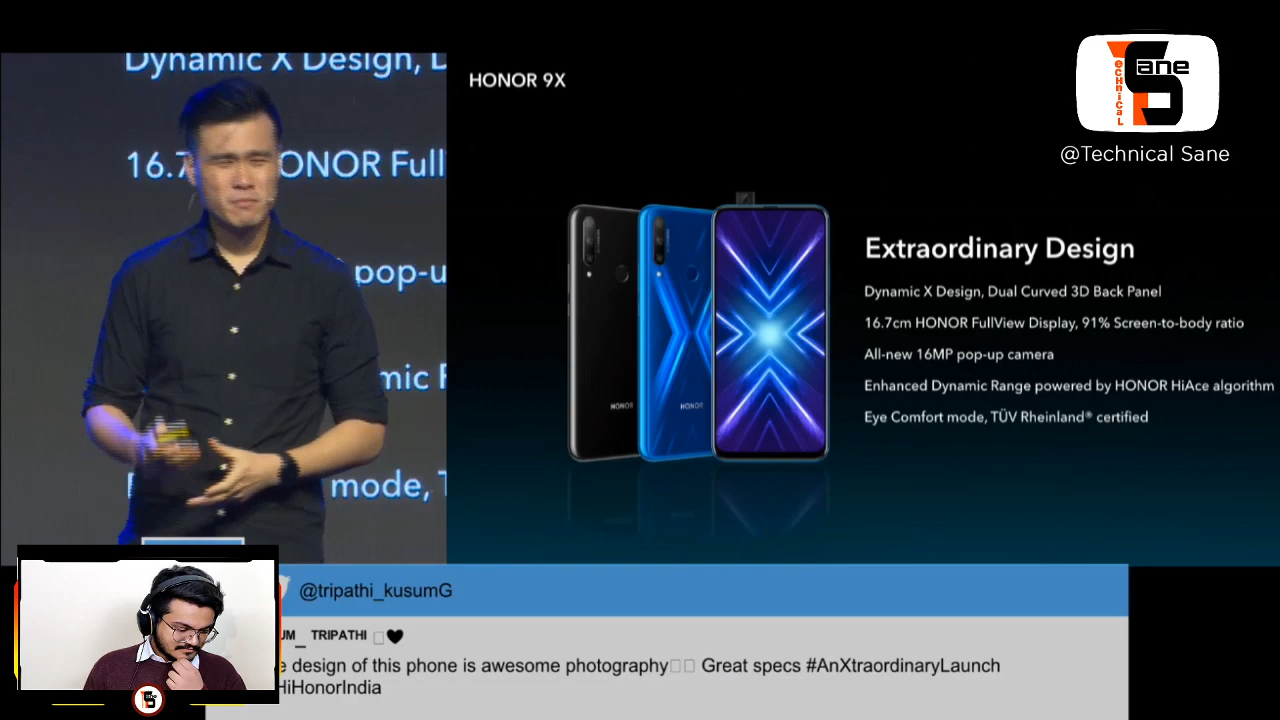 Dynamic X Design, D
16.7 ONOR Full
pop-u
mic
mode, T
HONOR 9X
Technical
Sane
@Technical Sane
HONOR
HONOR
Extraordinary Design
Dynamic X Design, Dual Curved 3D Back Panel
16.7cm HONOR FullView Display, 91% Screen-to-body ratio
All-new 16MP pop-up camera
Enhanced Dynamic Range powered by HONOR HiAce algorithm
Eye Comfort mode, TÜV Rheinland® certified
@tripathi_kusumG
UM_ TRIPATHI 🖤
e design of this phone is awesome photography Great specs #AnXtraordinaryLaunch
HiHonorIndia